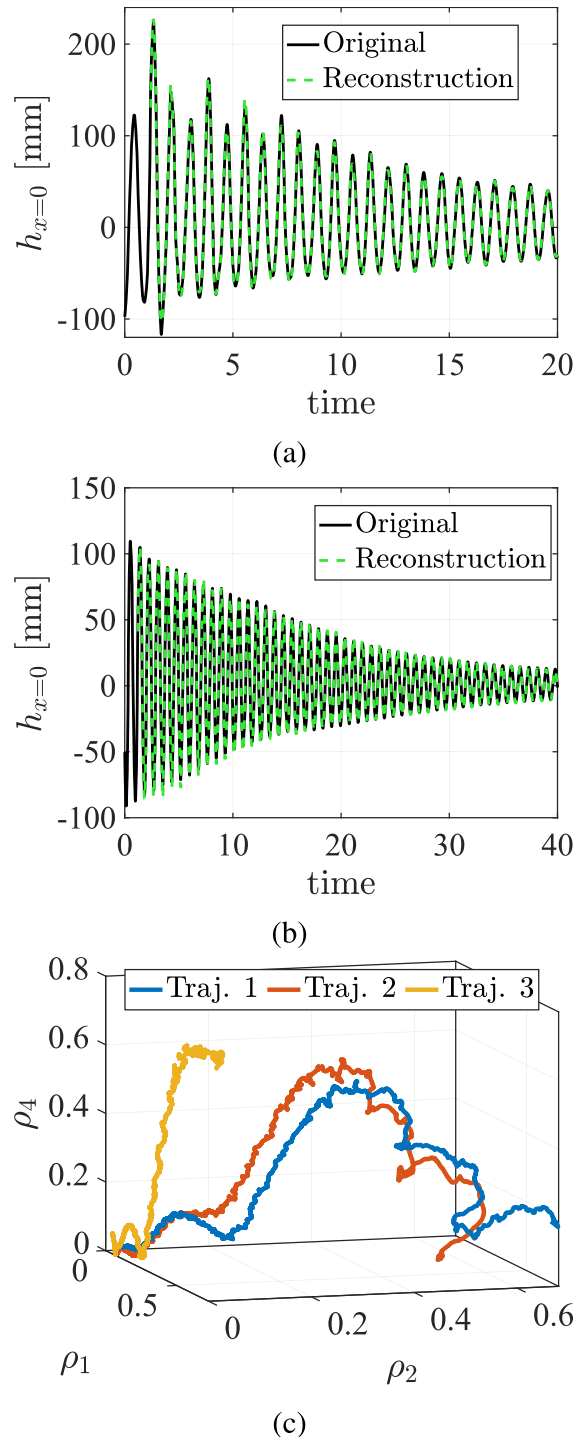 200
100
0
-100
h_{x=0} [mm]
Original
Reconstruction
0 5 10 15 20
time
(a)
150
100
50
0
-50
-100
h_{x=0} [mm]
Original
Reconstruction
0 10 20 30 40
time
(b)
0.8
0.6
0.4
0.2
0
ρ₄
Traj. 1 Traj. 2 Traj. 3
0
0.5
ρ₁
0 0.2 0.4 0.6
ρ₂
(c)